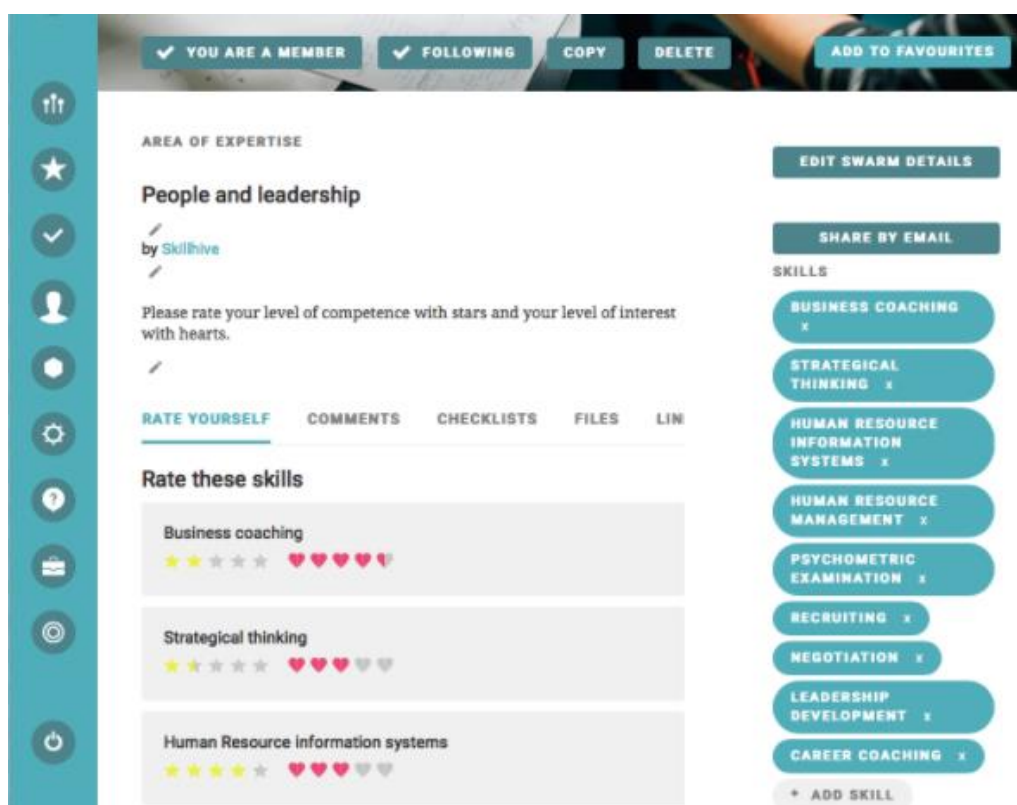 YOU ARE A MEMBER
FOLLOWING
COPY
DELETE
ADD TO FAVOURITES
AREA OF EXPERTISE
People and leadership
by Skillhive
Please rate your level of competence with stars and your level of interest
with hearts.
RATE YOURSELF
COMMENTS
CHECKLISTS
FILES
LIN
Rate these skills
Business coaching
Strategical thinking
Human Resource information systems
EDIT SWARM DETAILS
SHARE BY EMAIL
SKILLS
BUSINESS COACHING
x
STRATEGICAL
THINKING x
HUMAN RESOURCE
INFORMATION
SYSTEMS x
HUMAN RESOURCE
MANAGEMENT x
PSYCHOMETRIC
EXAMINATION x
RECRUITING x
NEGOTIATION x
LEADERSHIP
DEVELOPMENT x
CAREER COACHING x
+ ADD SKILL